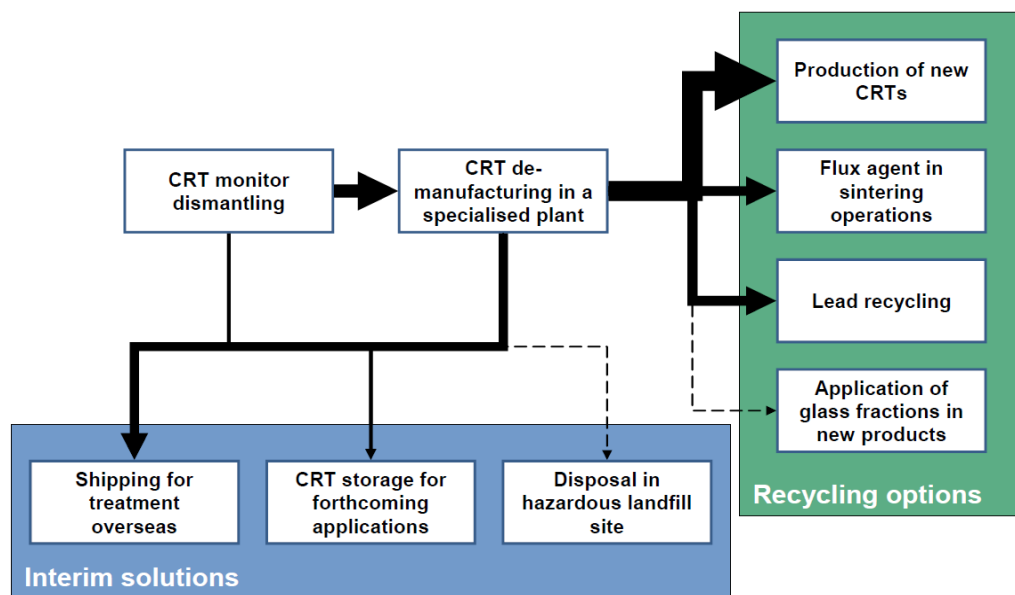 Production of new
CRTs
CRT monitor
dismantling
CRT de-
manufacturing in a
specialised plant
Flux agent in
sintering
operations
Lead recycling
Application of
glass fractions in
new products
Recycling options
Shipping for
treatment
overseas
CRT storage for
forthcoming
applications
Disposal in
hazardous landfill
site
Interim solutions